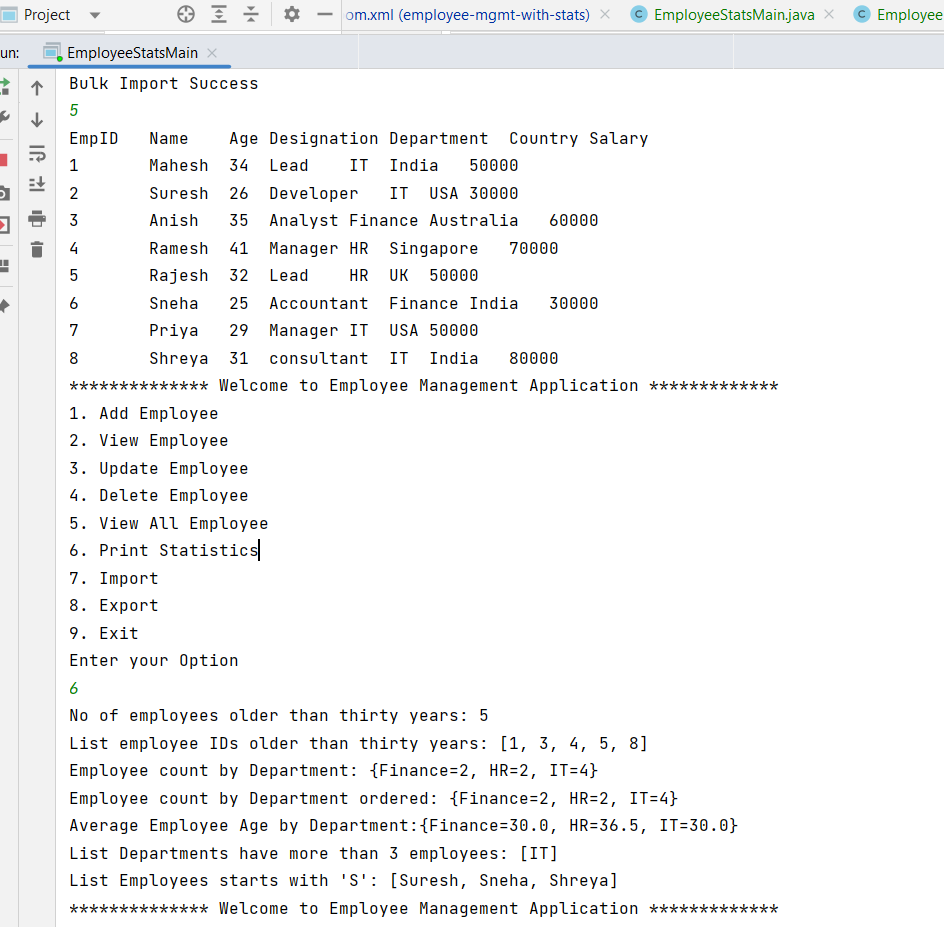 Project
om.xml (employee-mgmt-with-stats)
EmployeeStatsMain.java
Employee
un:
EmployeeStatsMain
Bulk Import Success
5
EmpID Name Age Designation Department Country Salary
1 Mahesh 34 Lead IT India 50000
2 Suresh 26 Developer IT USA 30000
3 Anish 35 Analyst Finance Australia 60000
4 Ramesh 41 Manager HR Singapore 70000
5 Rajesh 32 Lead HR UK 50000
6 Sneha 25 Accountant Finance India 30000
7 Priya 29 Manager IT USA 50000
8 Shreya 31 consultant IT India 80000
************** Welcome to Employee Management Application *************
1. Add Employee
2. View Employee
3. Update Employee
4. Delete Employee
5. View All Employee
6. Print Statistics
7. Import
8. Export
9. Exit
Enter your Option
6
No of employees older than thirty years: 5
List employee IDs older than thirty years: [1, 3, 4, 5, 8]
Employee count by Department: {Finance=2, HR=2, IT=4}
Employee count by Department ordered: {Finance=2, HR=2, IT=4}
Average Employee Age by Department:{Finance=30.0, HR=36.5, IT=30.0}
List Departments have more than 3 employees: [IT]
List Employees starts with 'S': [Suresh, Sneha, Shreya]
************** Welcome to Employee Management Application *************